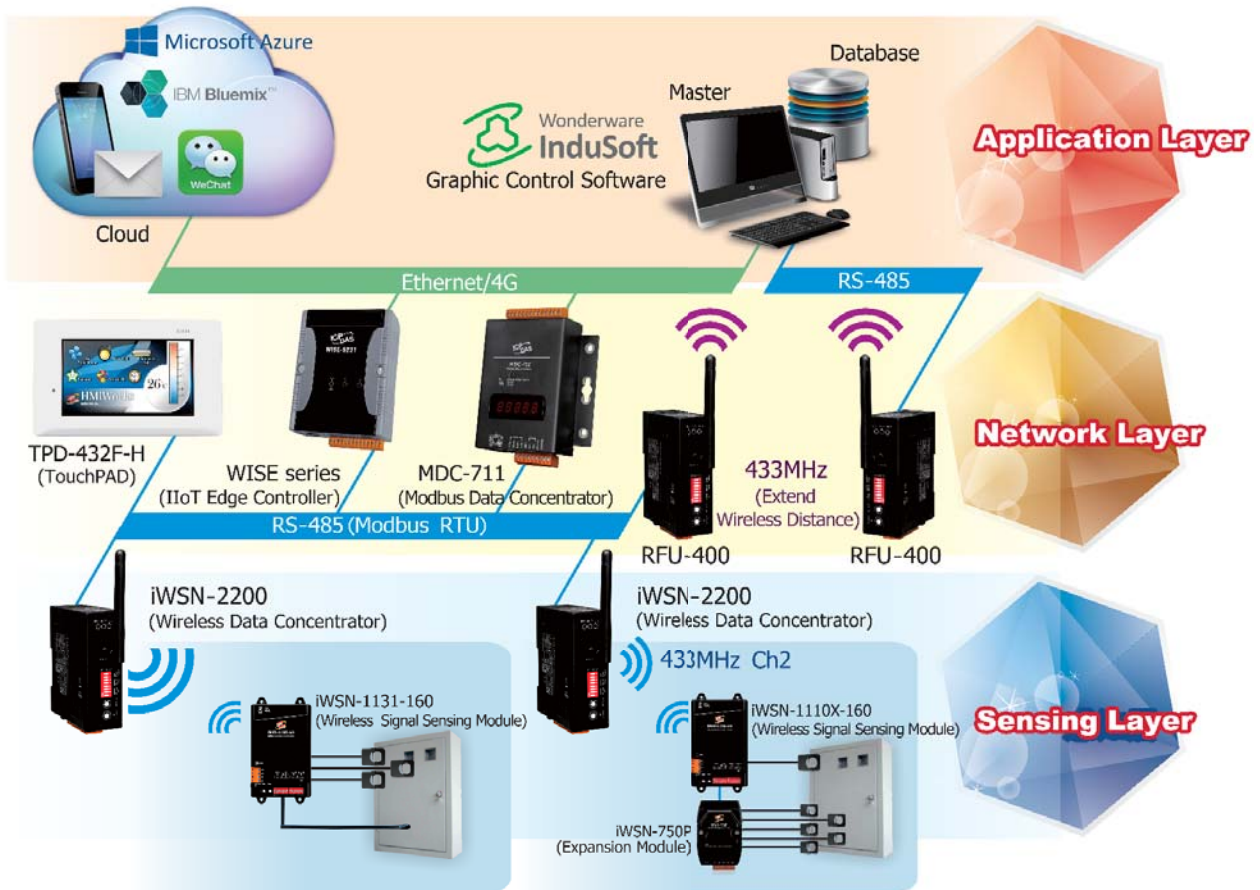 Microsoft Azure
IBM Bluemix™
WeChat
Cloud
Wonderware
InduSoft
Graphic Control Software
Master
Database
Application Layer
Ethernet/4G
RS-485
TPD-432F-H
(TouchPAD)
WISE series
(IIoT Edge Controller)
MDC-711
(Modbus Data Concentrator)
433MHz
(Extend
Wireless Distance)
RFU-400
RFU-400
Network Layer
RS-485(Modbus RTU)
iWSN-2200
(Wireless Data Concentrator)
iWSN-2200
(Wireless Data Concentrator)
433MHz Ch2
iWSN-1131-160
(Wireless Signal Sensing Module)
iWSN-1110X-160
(Wireless Signal Sensing Module)
iWSN-750P
(Expansion Module)
Sensing Layer
HMIWorks
26